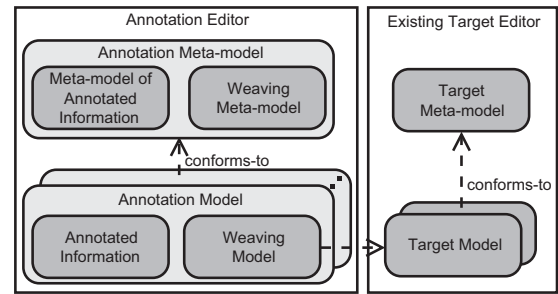 Annotation Editor
Annotation Meta-model
Meta-model of
Annotated
Information
Weaving
Meta-model
conforms-to
Annotation Model
Annotated
Information
Weaving
Model
Existing Target Editor
Target
Meta-model
conforms-to
Target Model